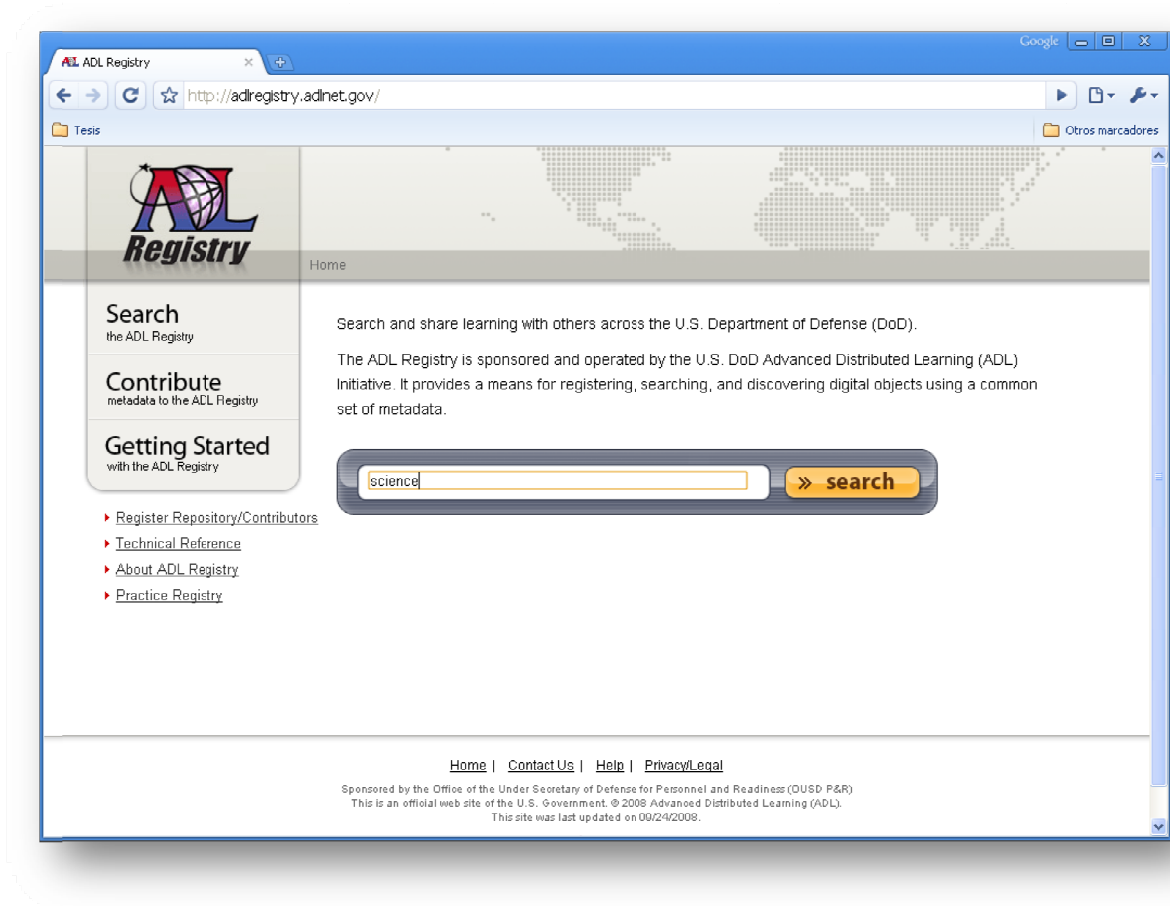 Google
ADL ADL Registry
http://adlregistry.adlnet.gov/
Tesis
Otros marcadores
ADL
Registry
Home
Search
the ADL Registry
Contribute
metadata to the ADL Registry
Getting Started
with the ADL Registry
Register Repository/Contributors
Technical Reference
About ADL Registry
Practice Registry
Search and share learning with others across the U.S. Department of Defense (DoD).
The ADL Registry is sponsored and operated by the U.S. DoD Advanced Distributed Learning (ADL)
Initiative. It provides a means for registering, searching, and discovering digital objects using a common
set of metadata.
science
» search
Home | Contact Us | Help | Privacy/Legal
Sponsored by the Office of the Under Secretary of Defense for Personnel and Readiness (OUSD P&R)
This is an official web site of the U.S. Government. © 2008 Advanced Distributed Learning (ADL).
This site was last updated on 09/24/2008.